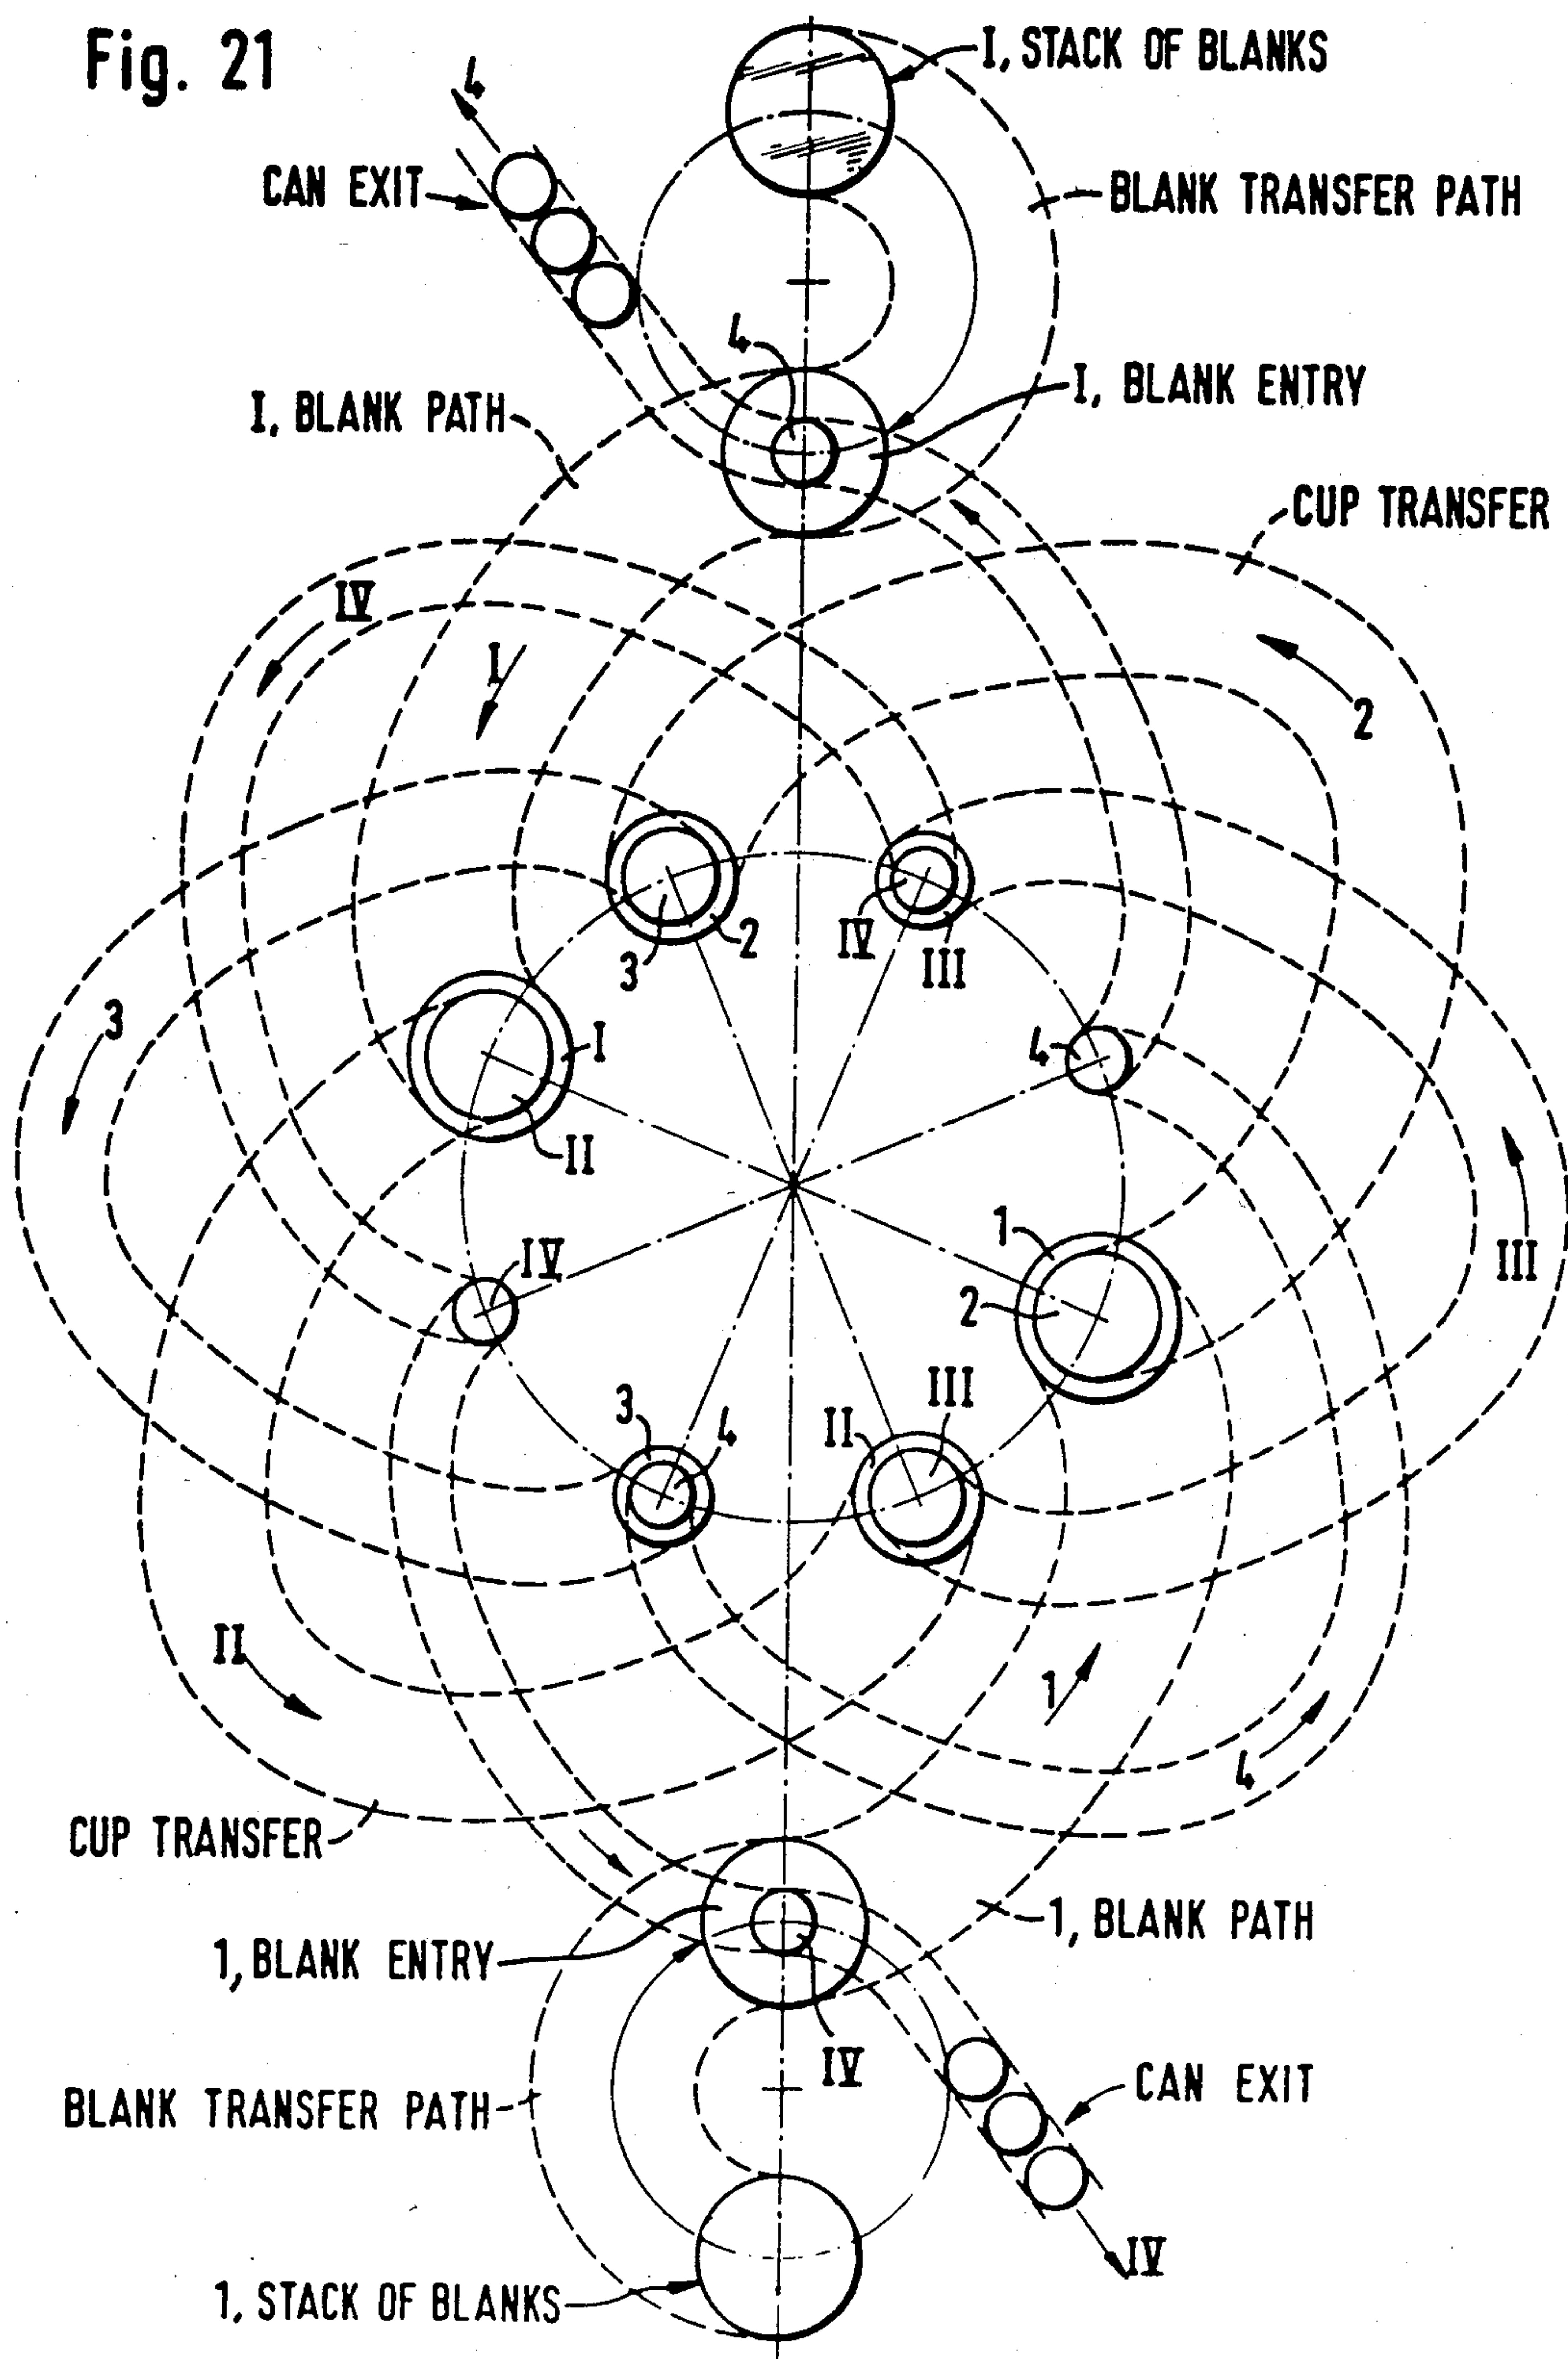 Fig. 21
I, STACK OF BLANKS
4
CAN EXIT
BLANK TRANSFER PATH
4
I, BLANK PATH
I, BLANK ENTRY
CUP TRANSFER
IV
I
2
3
2
IV
III
3
I
4
II
1
III
IV
2
3
4
II
III
II
1
4
CUP TRANSFER
1, BLANK PATH
1, BLANK ENTRY
IV
CAN EXIT
BLANK TRANSFER PATH
IV
1, STACK OF BLANKS